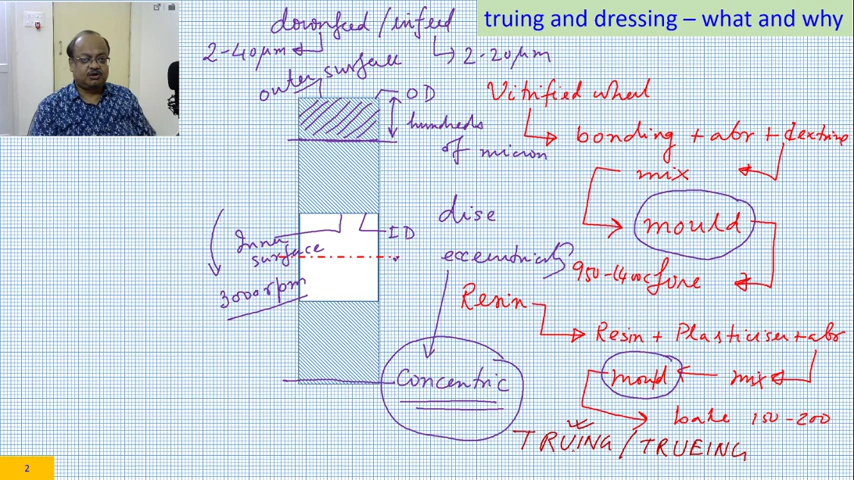 truing and dressing – what and why
downfeed / infeed
2-40μm
2-20μm
outer surface
OD
hundreds
of micron
Vitrified wheel
bonding + abr + dextrine
mix
mould
950-1400c fire
disc
ID
Inner
surface
eccentricity
3000 rpm
Resin
Resin + Plasticiser + abr
mix
mould
bake 150-200
Concentric
TRUING / TRUEING
2